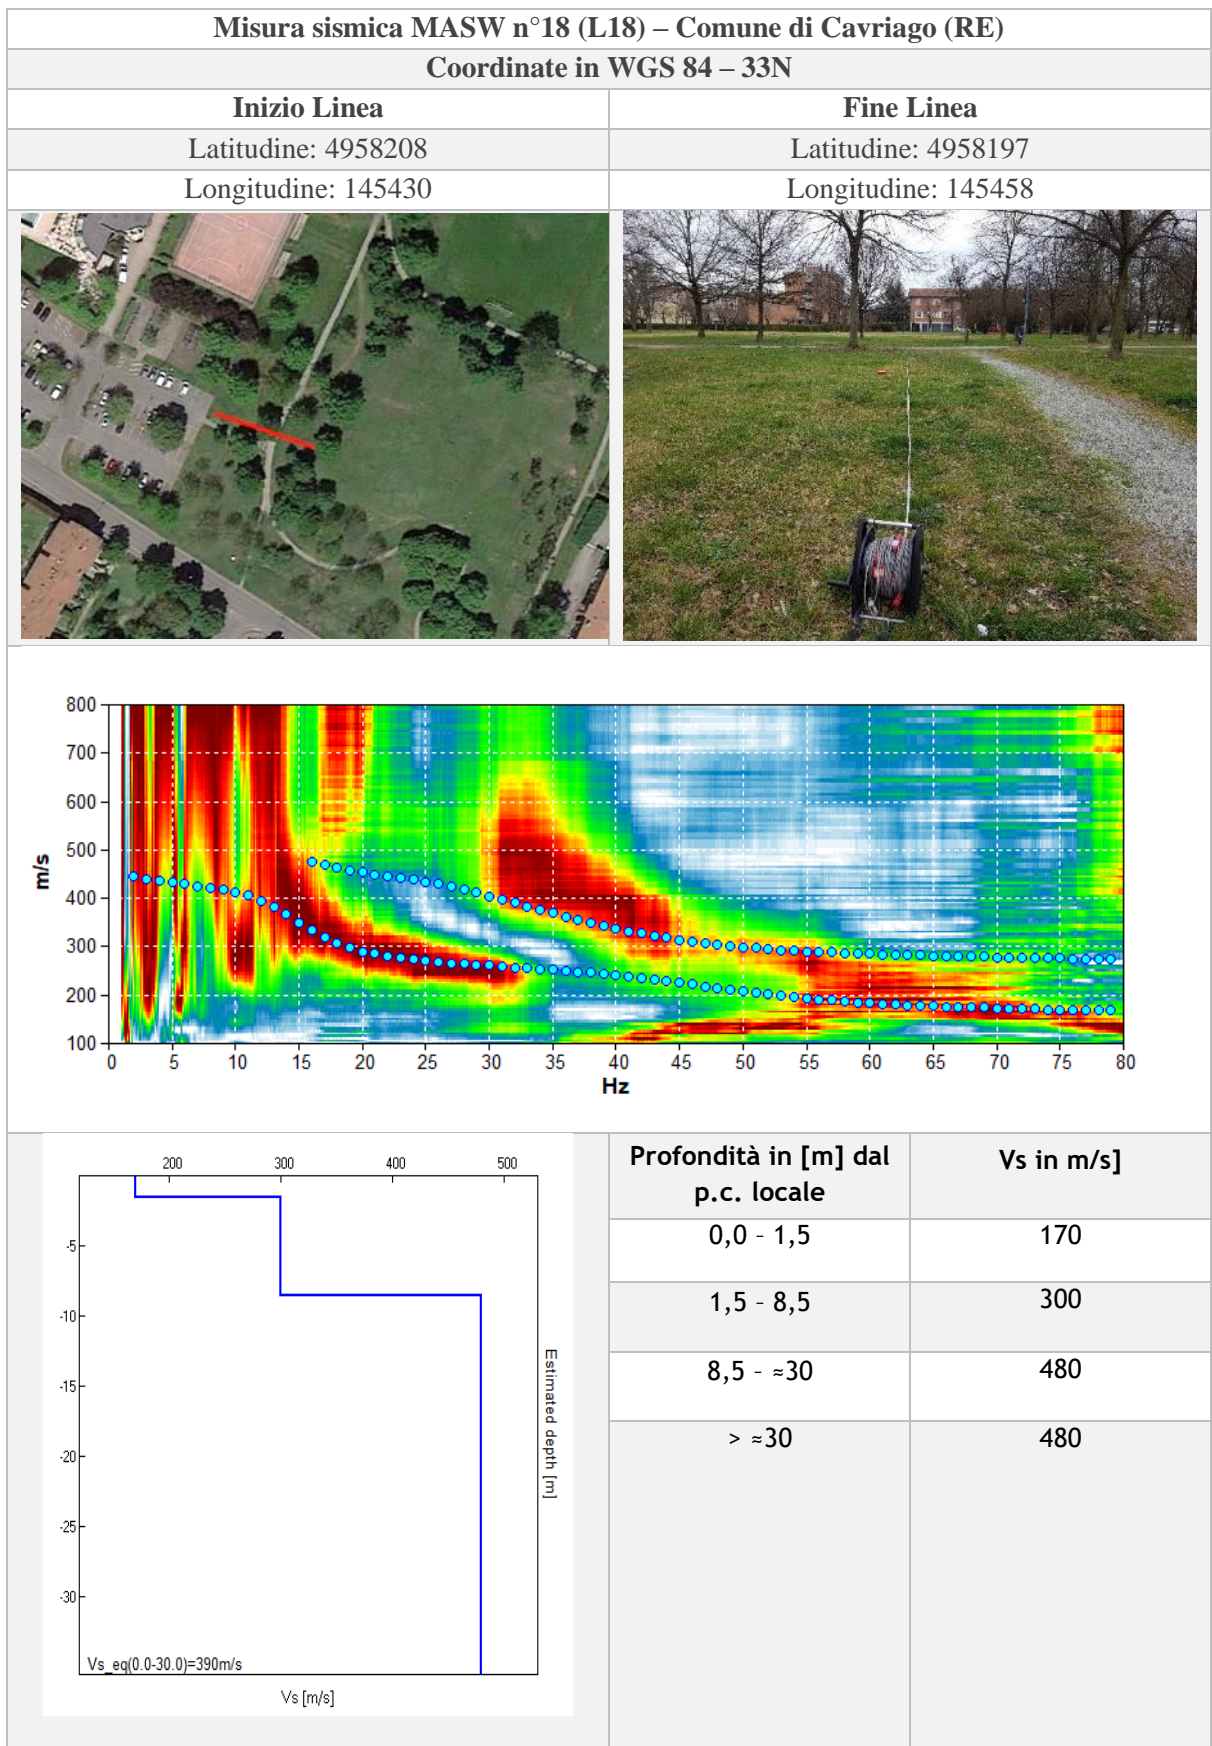 Misura sismica MASW n°18 (L18) – Comune di Cavriago (RE)
Coordinate in WGS 84 – 33N
Inizio Linea
Fine Linea
Latitudine: 4958208
Latitudine: 4958197
Longitudine: 145430
Longitudine: 145458
800
700
600
500
400
300
200
100
m/s
0 5 10 15 20 25 30 35 40 45 50 55 60 65 70 75 80
Hz
200 300 400 500
-5
-10
-15
-20
-25
-30
Estimated depth [m]
Vs_eq(0.0-30.0)=390m/s
Vs [m/s]
Profondità in [m] dal
p.c. locale
Vs in m/s]
0,0 – 1,5
170
1,5 – 8,5
300
8,5 – ≈30
480
> ≈30
480